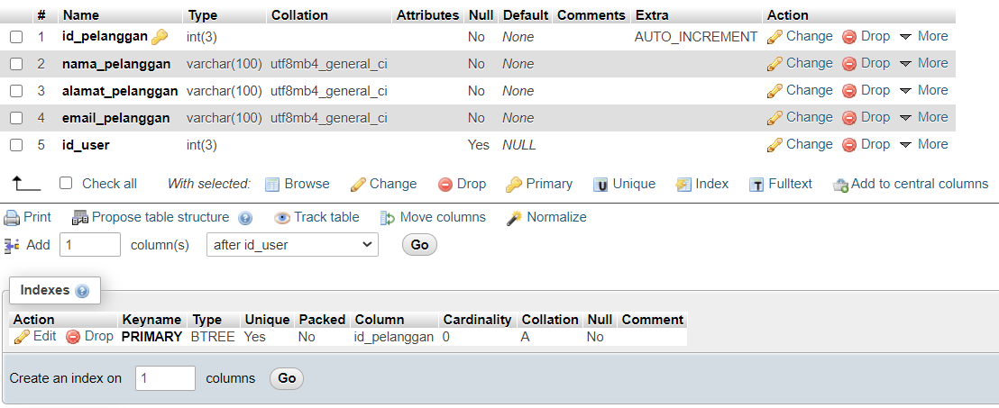 # Name Type Collation Attributes Null Default Comments Extra Action
1 id_pelanggan int(3) No None AUTO_INCREMENT Change Drop More
2 nama_pelanggan varchar(100) utf8mb4_general_ci No None Change Drop More
3 alamat_pelanggan varchar(100) utf8mb4_general_ci No None Change Drop More
4 email_pelanggan varchar(100) utf8mb4_general_ci No None Change Drop More
5 id_user int(3) Yes NULL Change Drop More
Check all With selected: Browse Change Drop Primary U Unique Index T Fulltext Add to central columns
Print Propose table structure Track table Move columns Normalize
Add 1 column(s) after id_user Go
Indexes
Action Keyname Type Unique Packed Column Cardinality Collation Null Comment
Edit Drop PRIMARY BTREE Yes No id_pelanggan 0 A No
Create an index on 1 columns Go